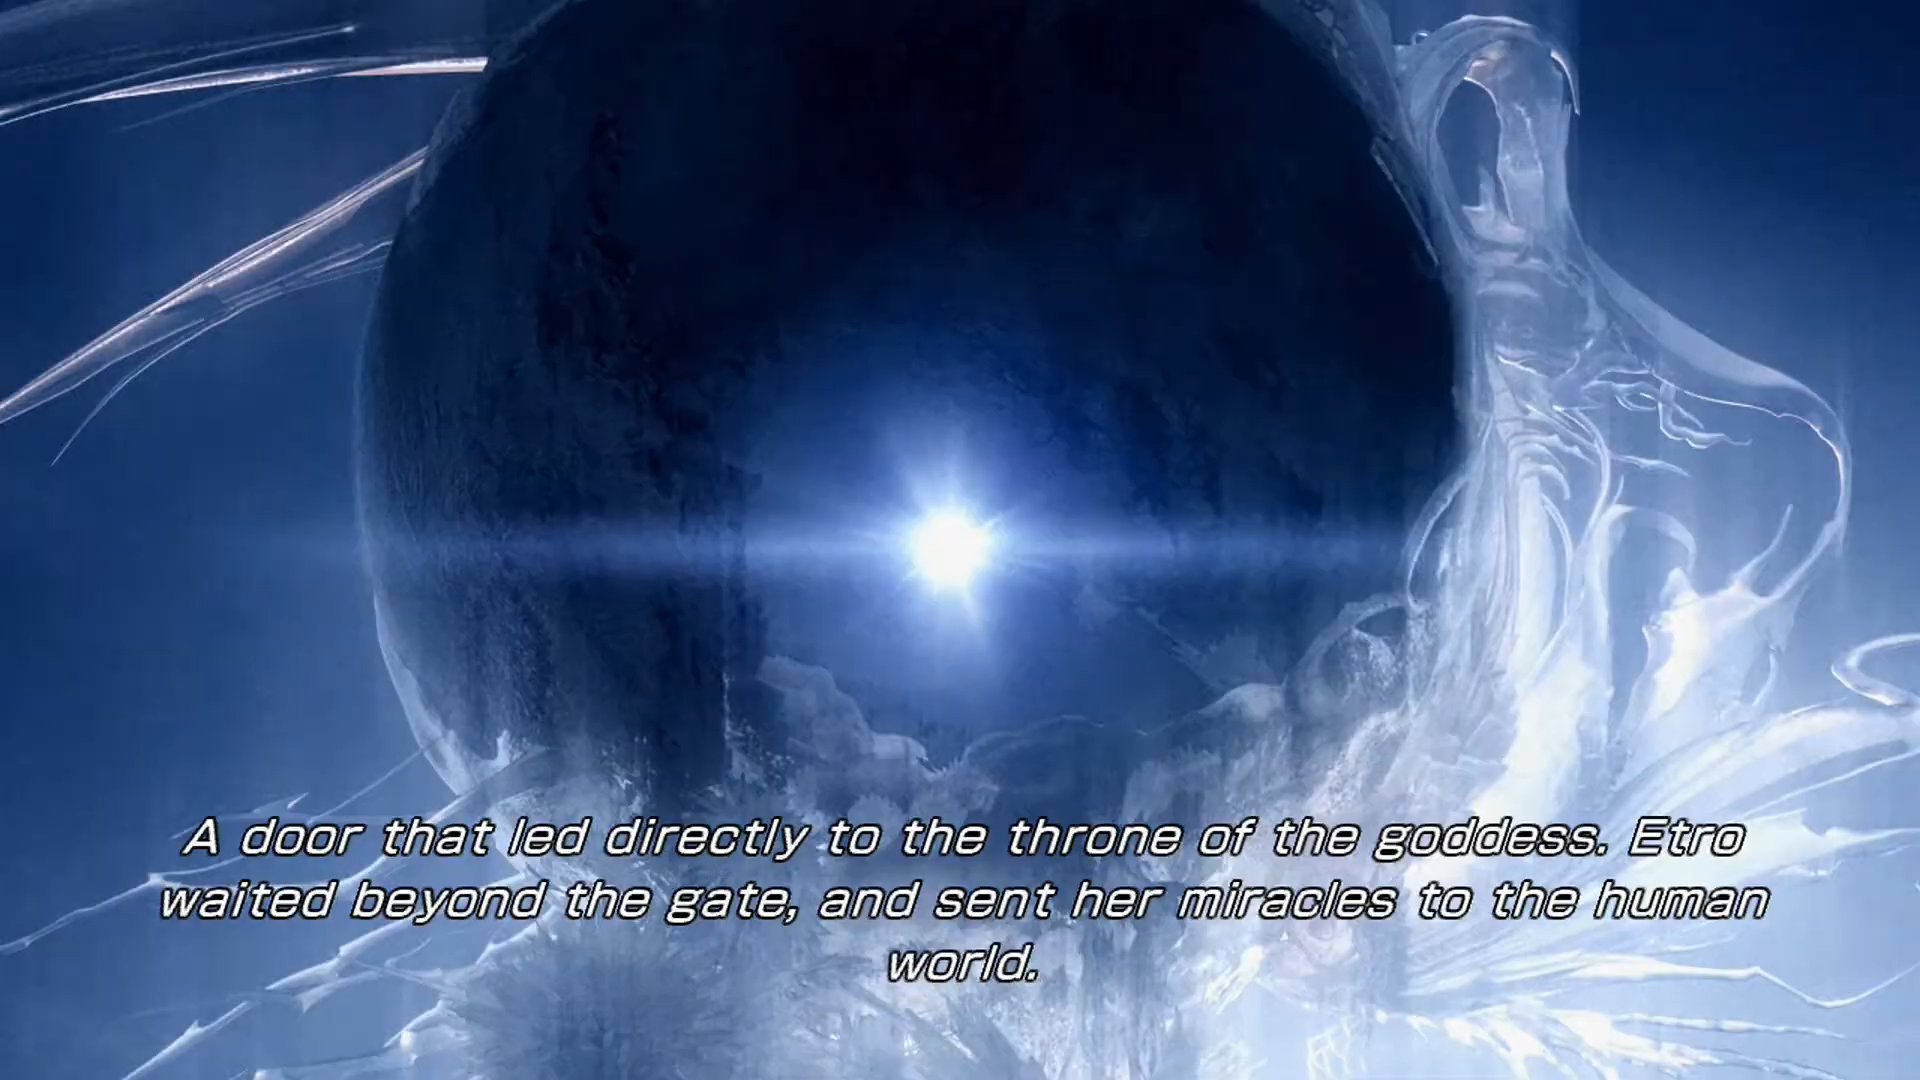 A door that led directly to the throne of the goddess. Etro
waited beyond the gate, and sent her miracles to the human
world.